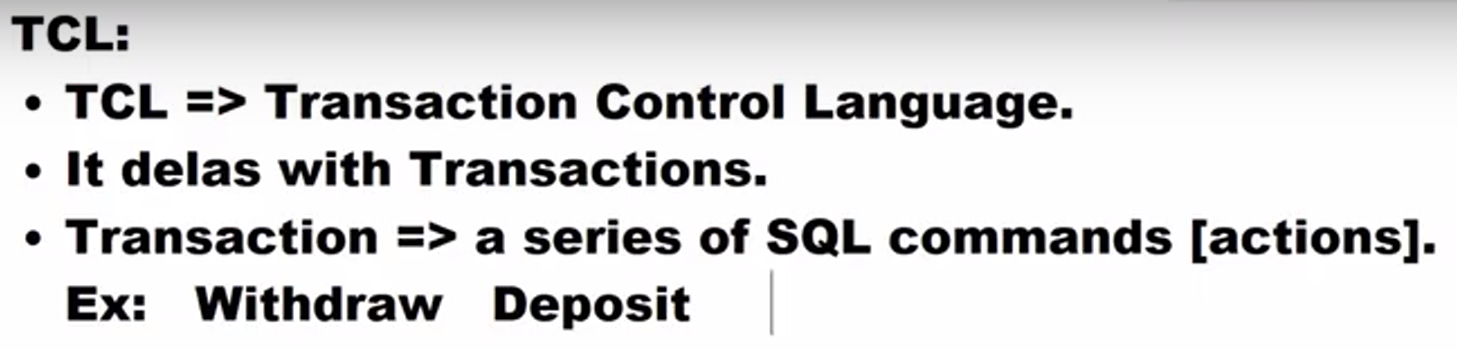 TCL:
• TCL => Transaction Control Language.
• It delas with Transactions.
• Transaction => a series of SQL commands [actions].
Ex: Withdraw Deposit